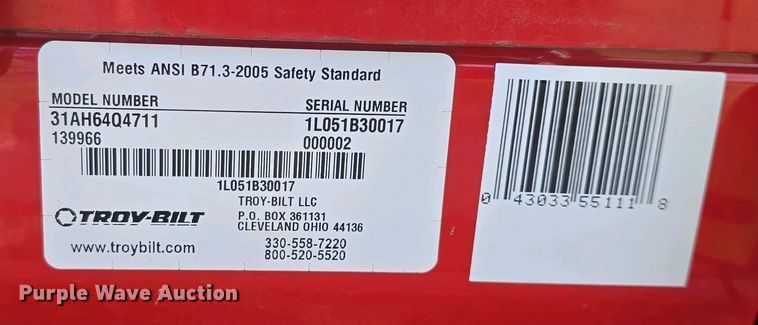 Meets ANSI B71.3-2005 Safety Standard
MODEL NUMBER SERIAL NUMBER
31AH64Q4711 1L051B30017
139966 000002
1L051B30017
TROY-BILT LLC
TROY-BILT P.O. BOX 361131
CLEVELAND OHIO 44136
www.troybilt.com 330-558-7220
800-520-5520
0 43033 55111 8
Purple Wave Auction